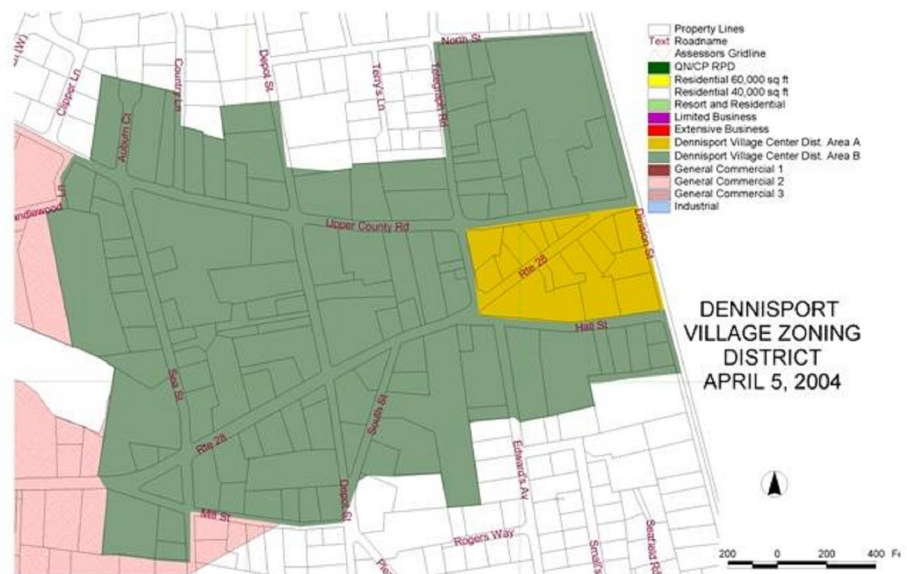 North St
Property Lines
Text Roadname
Assessors Gridline
QN/CP RPD
Residential 60,000 sq ft
Residential 40,000 sq ft
Resort and Residential
Limited Business
Extensive Business
Dennisport Village Center Dist. Area A
Dennisport Village Center Dist. Area B
General Commercial 1
General Commercial 2
General Commercial 3
Industrial
(W)
Clipper Ln
Country Ln
Depot St
Terry's Ln
Telegraph Rd
Auburn Ct
Ln
andlewood
Upper County Rd
Division St
Rte 28
Hall St
DENNISPORT
VILLAGE ZONING
DISTRICT
APRIL 5, 2004
Sea St
South St
Rte 28
Edward's Av
Depot St
Mill St
Rogers Way
Small's
Seafield Rd
200 0 200 400 Fe